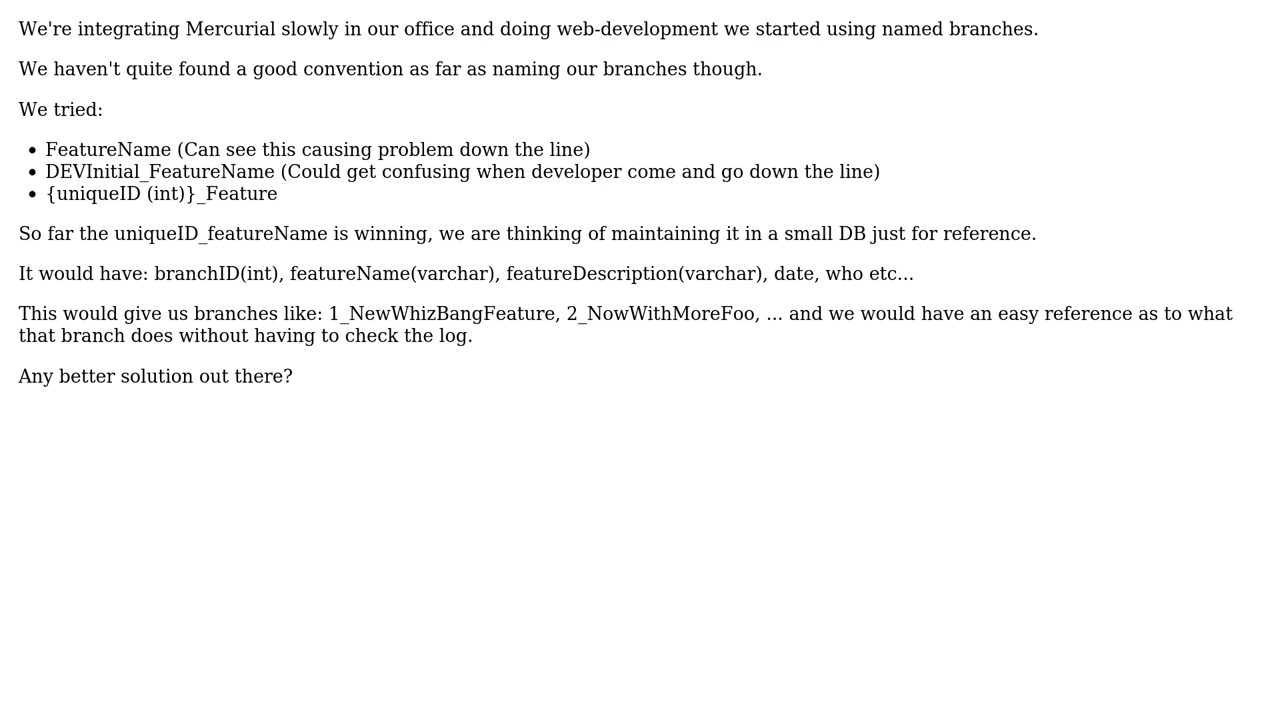 We're integrating Mercurial slowly in our office and doing web-development we started using named branches.
We haven't quite found a good convention as far as naming our branches though.
We tried:
• FeatureName (Can see this causing problem down the line)
• DEVInitial_FeatureName (Could get confusing when developer come and go down the line)
• {uniqueID (int)}_Feature
So far the uniqueID_featureName is winning, we are thinking of maintaining it in a small DB just for reference.
It would have: branchID(int), featureName(varchar), featureDescription(varchar), date, who etc...
This would give us branches like: 1_NewWhizBangFeature, 2_NowWithMoreFoo, ... and we would have an easy reference as to what
that branch does without having to check the log.
Any better solution out there?